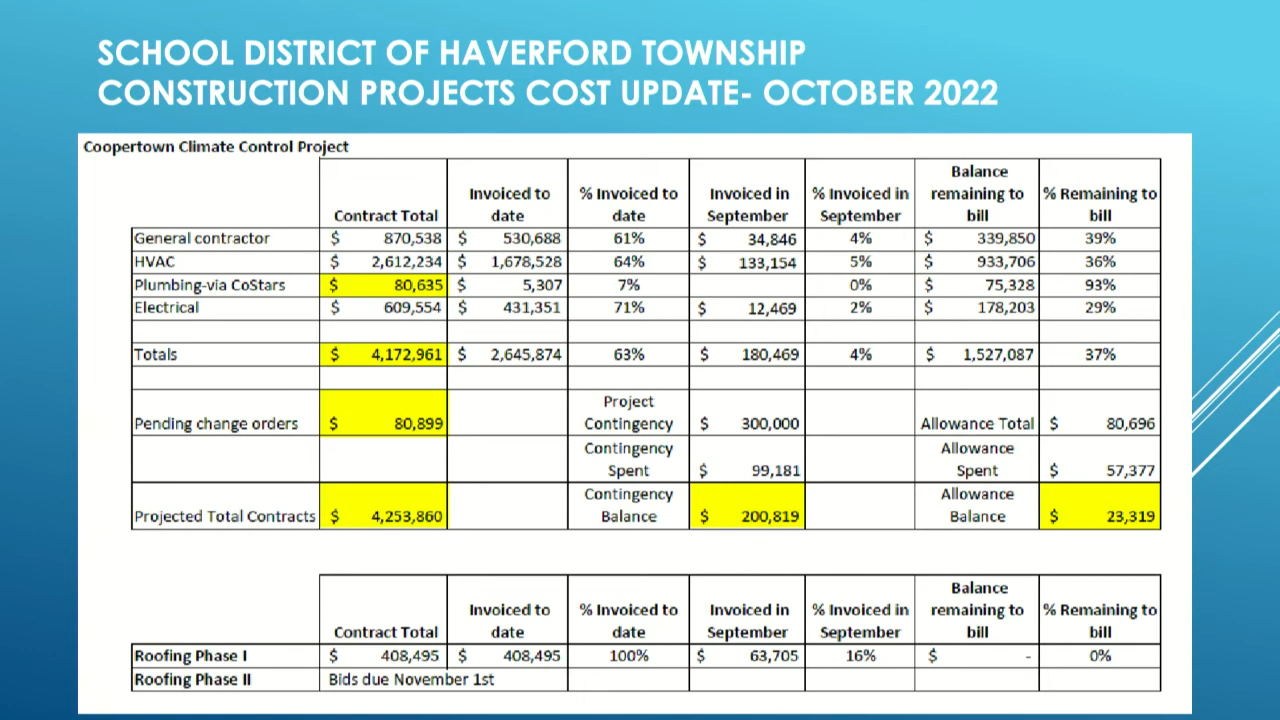 SCHOOL DISTRICT OF HAVERFORD TOWNSHIP
CONSTRUCTION PROJECTS COST UPDATE- OCTOBER 2022
Coopertown Climate Control Project
Contract Total | Invoiced to date | % Invoiced to date | Invoiced in September | % Invoiced in September | Balance remaining to bill | % Remaining to bill
General contractor | $ 870,538 | $ 530,688 | 61% | $ 34,846 | 4% | $ 339,850 | 39%
HVAC | $ 2,612,234 | $ 1,678,528 | 64% | $ 133,154 | 5% | $ 933,706 | 36%
Plumbing-via CoStars | $ 80,635 | $ 5,307 | 7% | | 0% | $ 75,328 | 93%
Electrical | $ 609,554 | $ 431,351 | 71% | $ 12,469 | 2% | $ 178,203 | 29%
Totals | $ 4,172,961 | $ 2,645,874 | 63% | $ 180,469 | 4% | $ 1,527,087 | 37%
Pending change orders | $ 80,899 | | Project Contingency | $ 300,000 | | Allowance Total | $ 80,696
Contingency Spent | $ 99,181 | | Allowance Spent | $ 57,377
Projected Total Contracts | $ 4,253,860 | | Contingency Balance | $ 200,819 | | Allowance Balance | $ 23,319
Contract Total | Invoiced to date | % Invoiced to date | Invoiced in September | % Invoiced in September | Balance remaining to bill | % Remaining to bill
Roofing Phase I | $ 408,495 | $ 408,495 | 100% | $ 63,705 | 16% | $ - | 0%
Roofing Phase II | Bids due November 1st